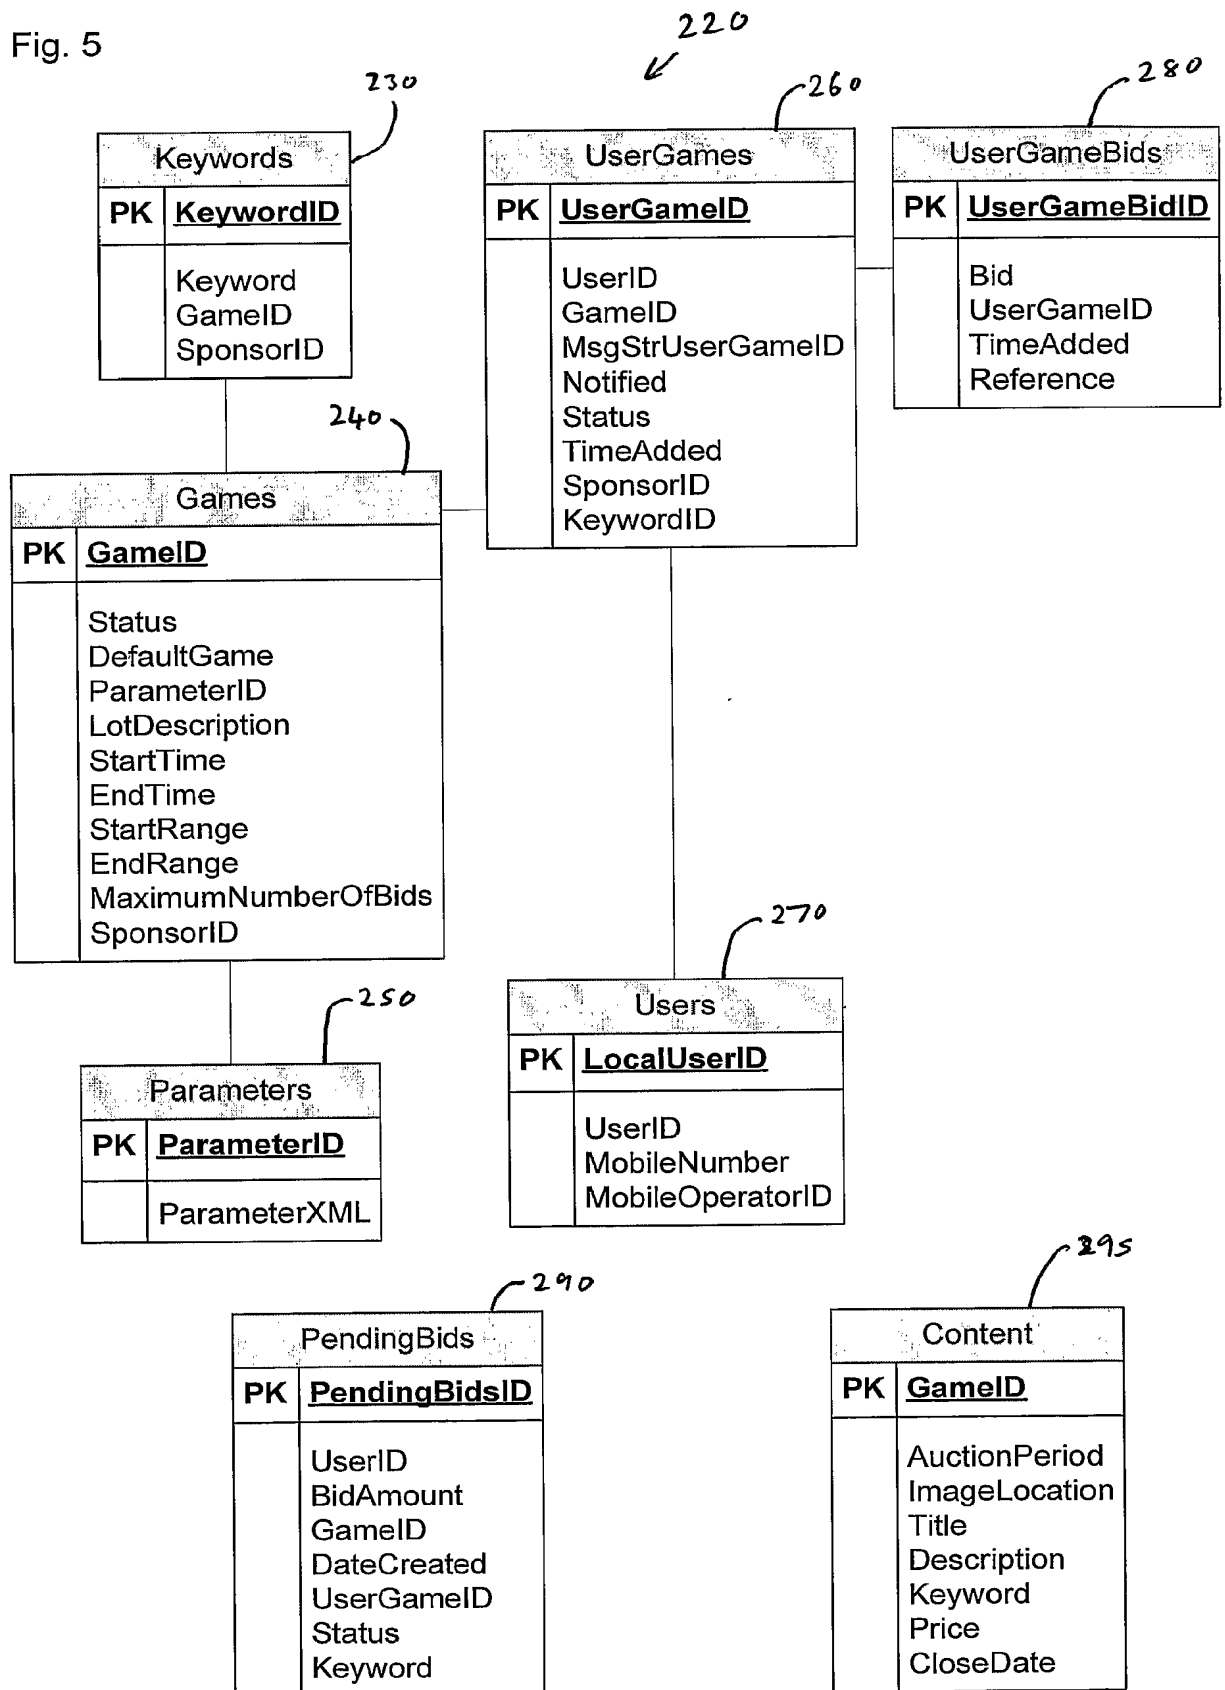 Fig. 5
220
230
Keywords
PK KeywordID
Keyword
GameID
SponsorID
260
UserGames
PK UserGameID
UserID
GameID
MsgStrUserGameID
Notified
Status
TimeAdded
SponsorID
KeywordID
280
UserGameBids
PK UserGameBidID
Bid
UserGameID
TimeAdded
Reference
240
Games
PK GameID
Status
DefaultGame
ParameterID
LotDescription
StartTime
EndTime
StartRange
EndRange
MaximumNumberOfBids
SponsorID
250
Parameters
PK ParameterID
ParameterXML
270
Users
PK LocalUserID
UserID
MobileNumber
MobileOperatorID
290
PendingBids
PK PendingBidsID
UserID
BidAmount
GameID
DateCreated
UserGameID
Status
Keyword
295
Content
PK GameID
AuctionPeriod
ImageLocation
Title
Description
Keyword
Price
CloseDate